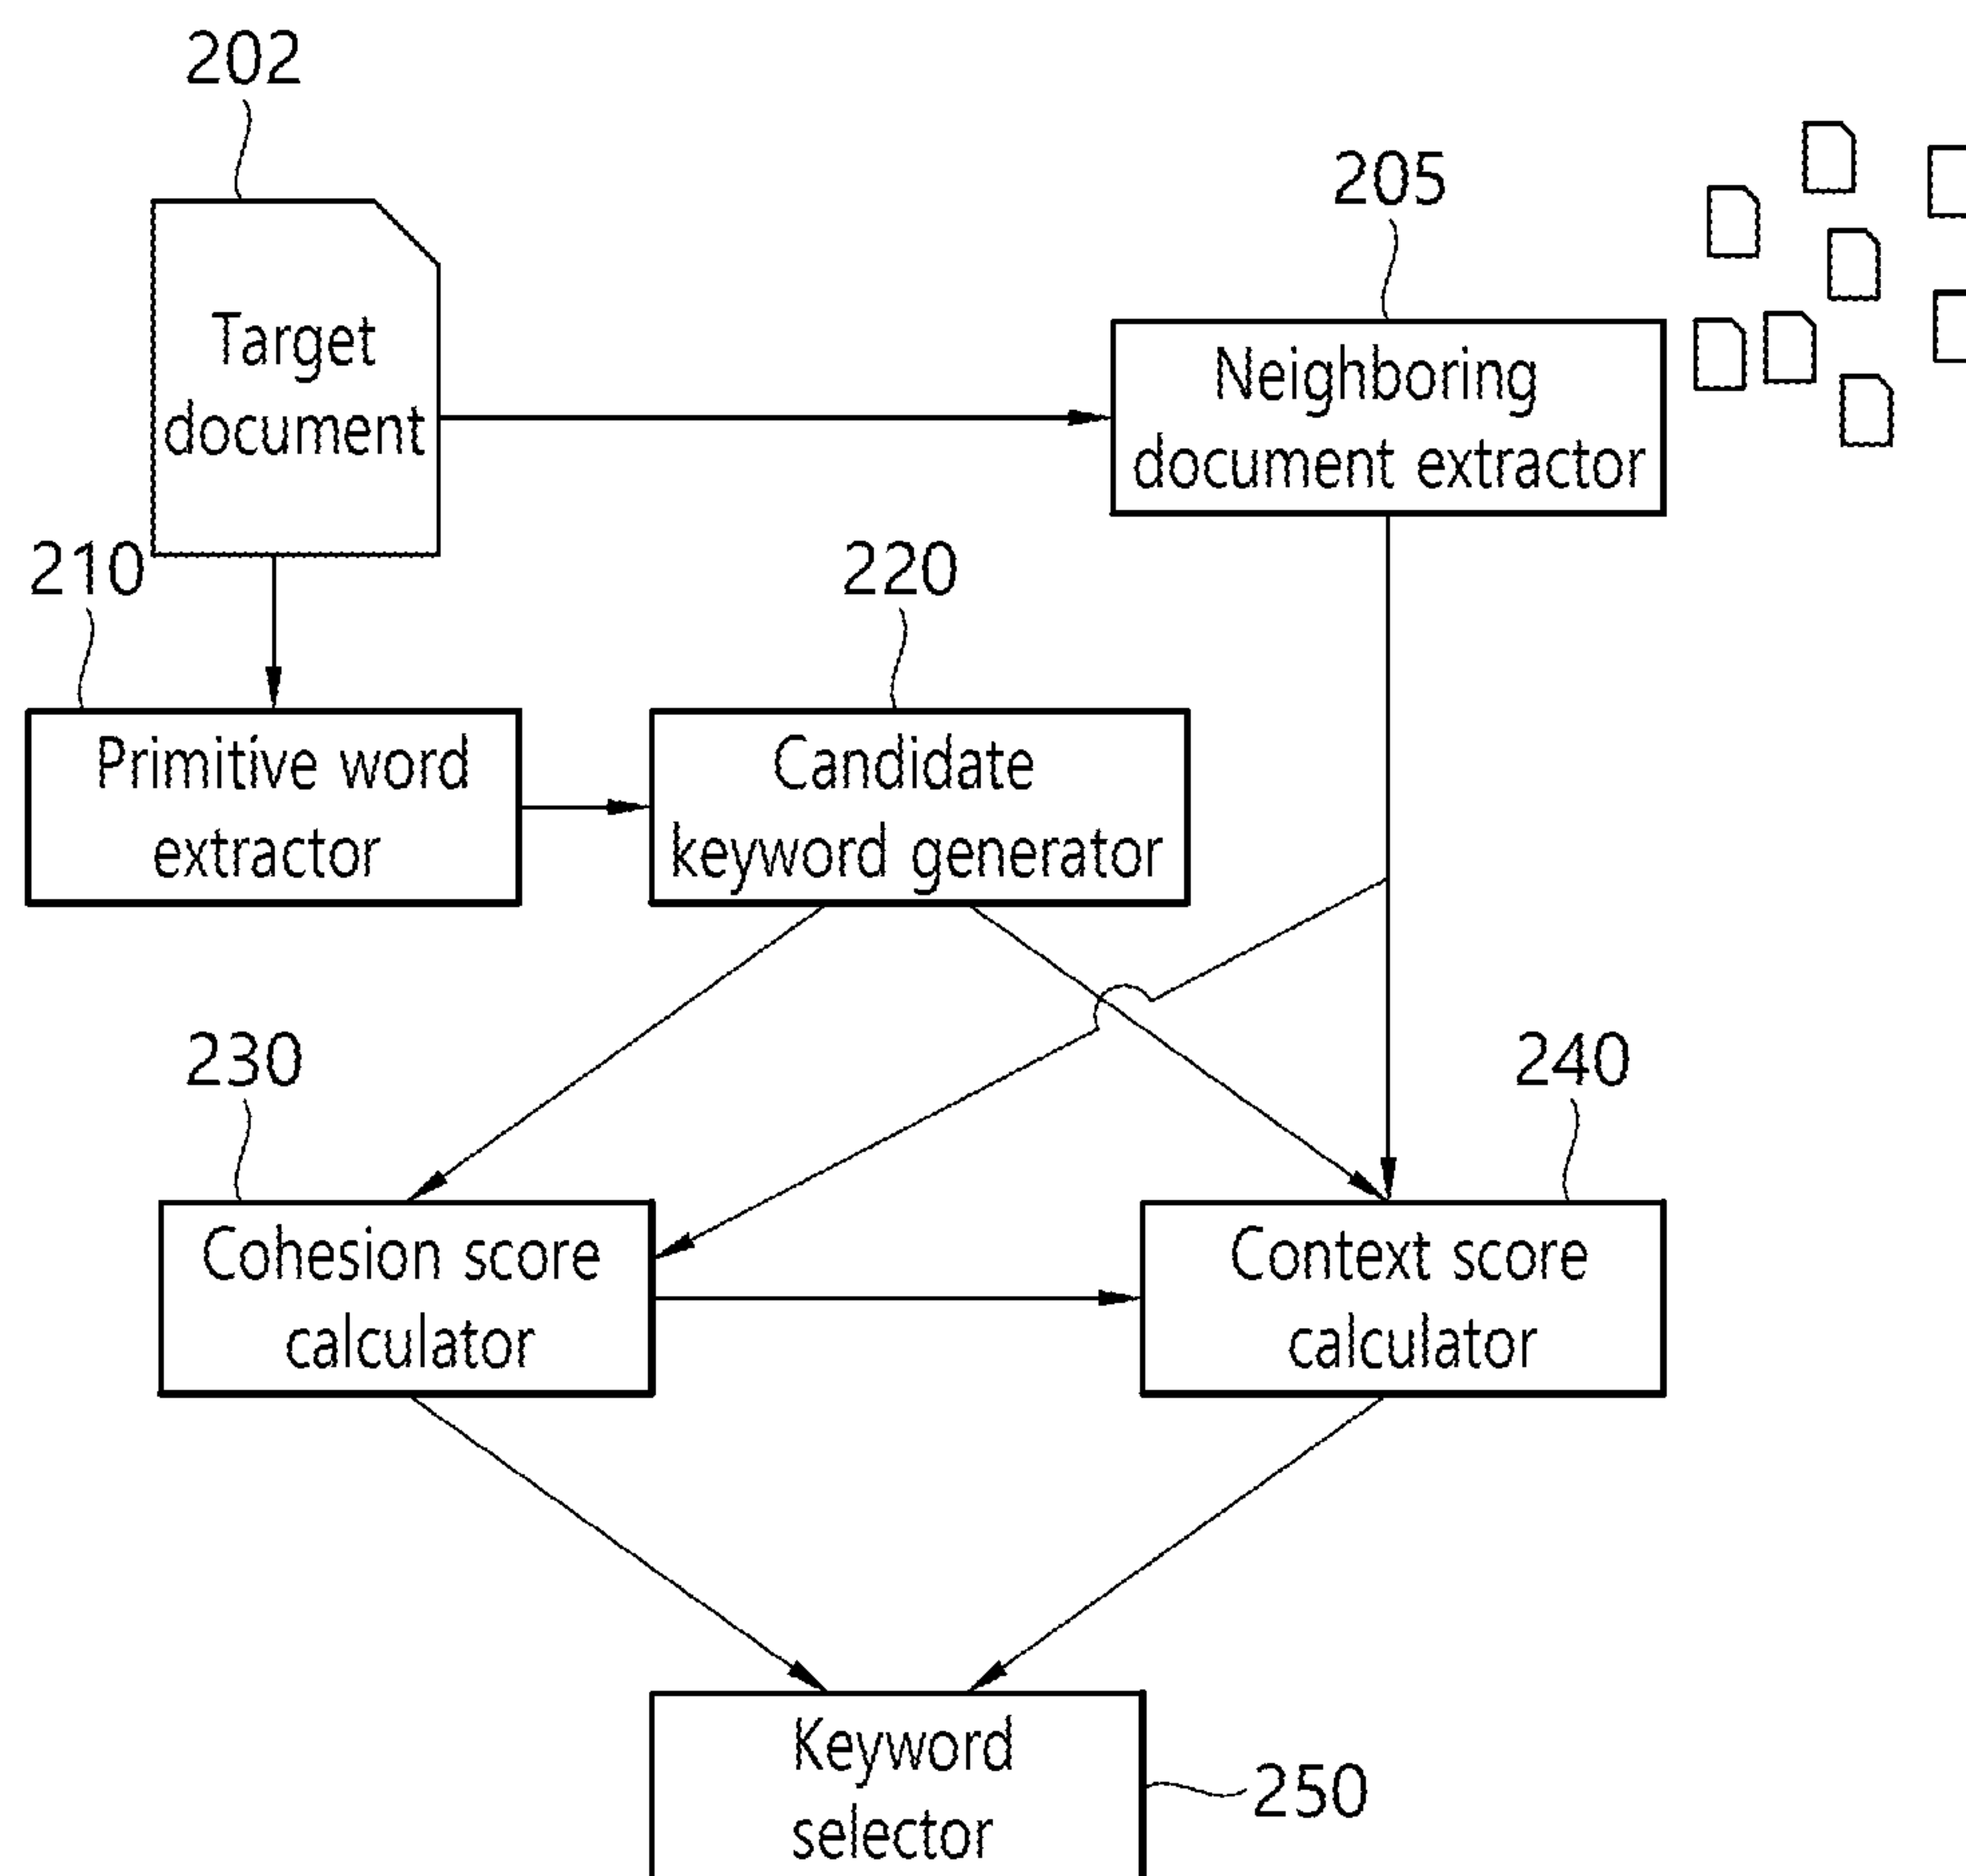 202
205
Target
document
Neighboring
document extractor
210
220
Primitive word
extractor
Candidate
keyword generator
230
240
Cohesion score
calculator
Context score
calculator
Keyword
selector
250